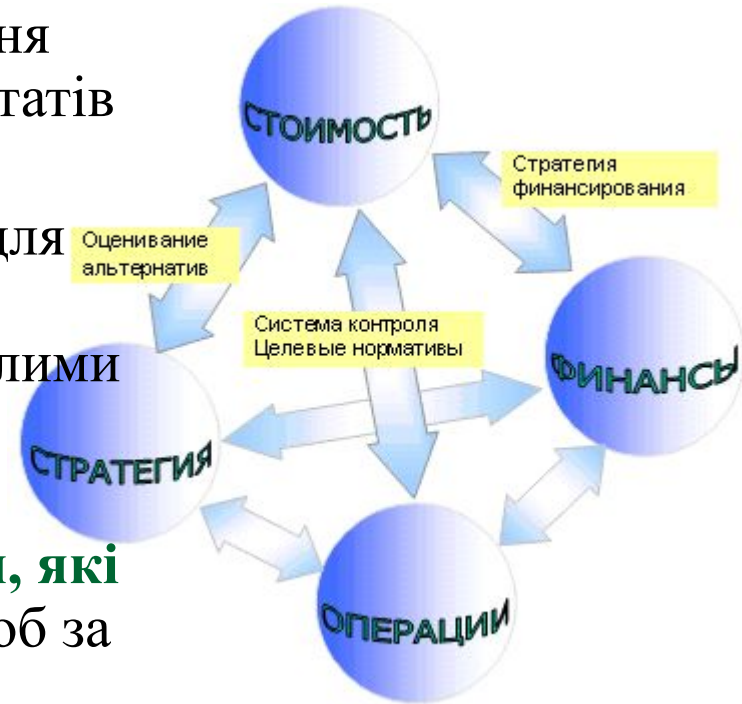 ня
татів
для
лими
, які
об за
СТОИМОСТЬ
Стратегия
финансирования
Оценивание
альтернатив
Система контроля
Целевые нормативы
ФИНАНСЫ
СТРАТЕГИЯ
ОПЕРАЦИИ